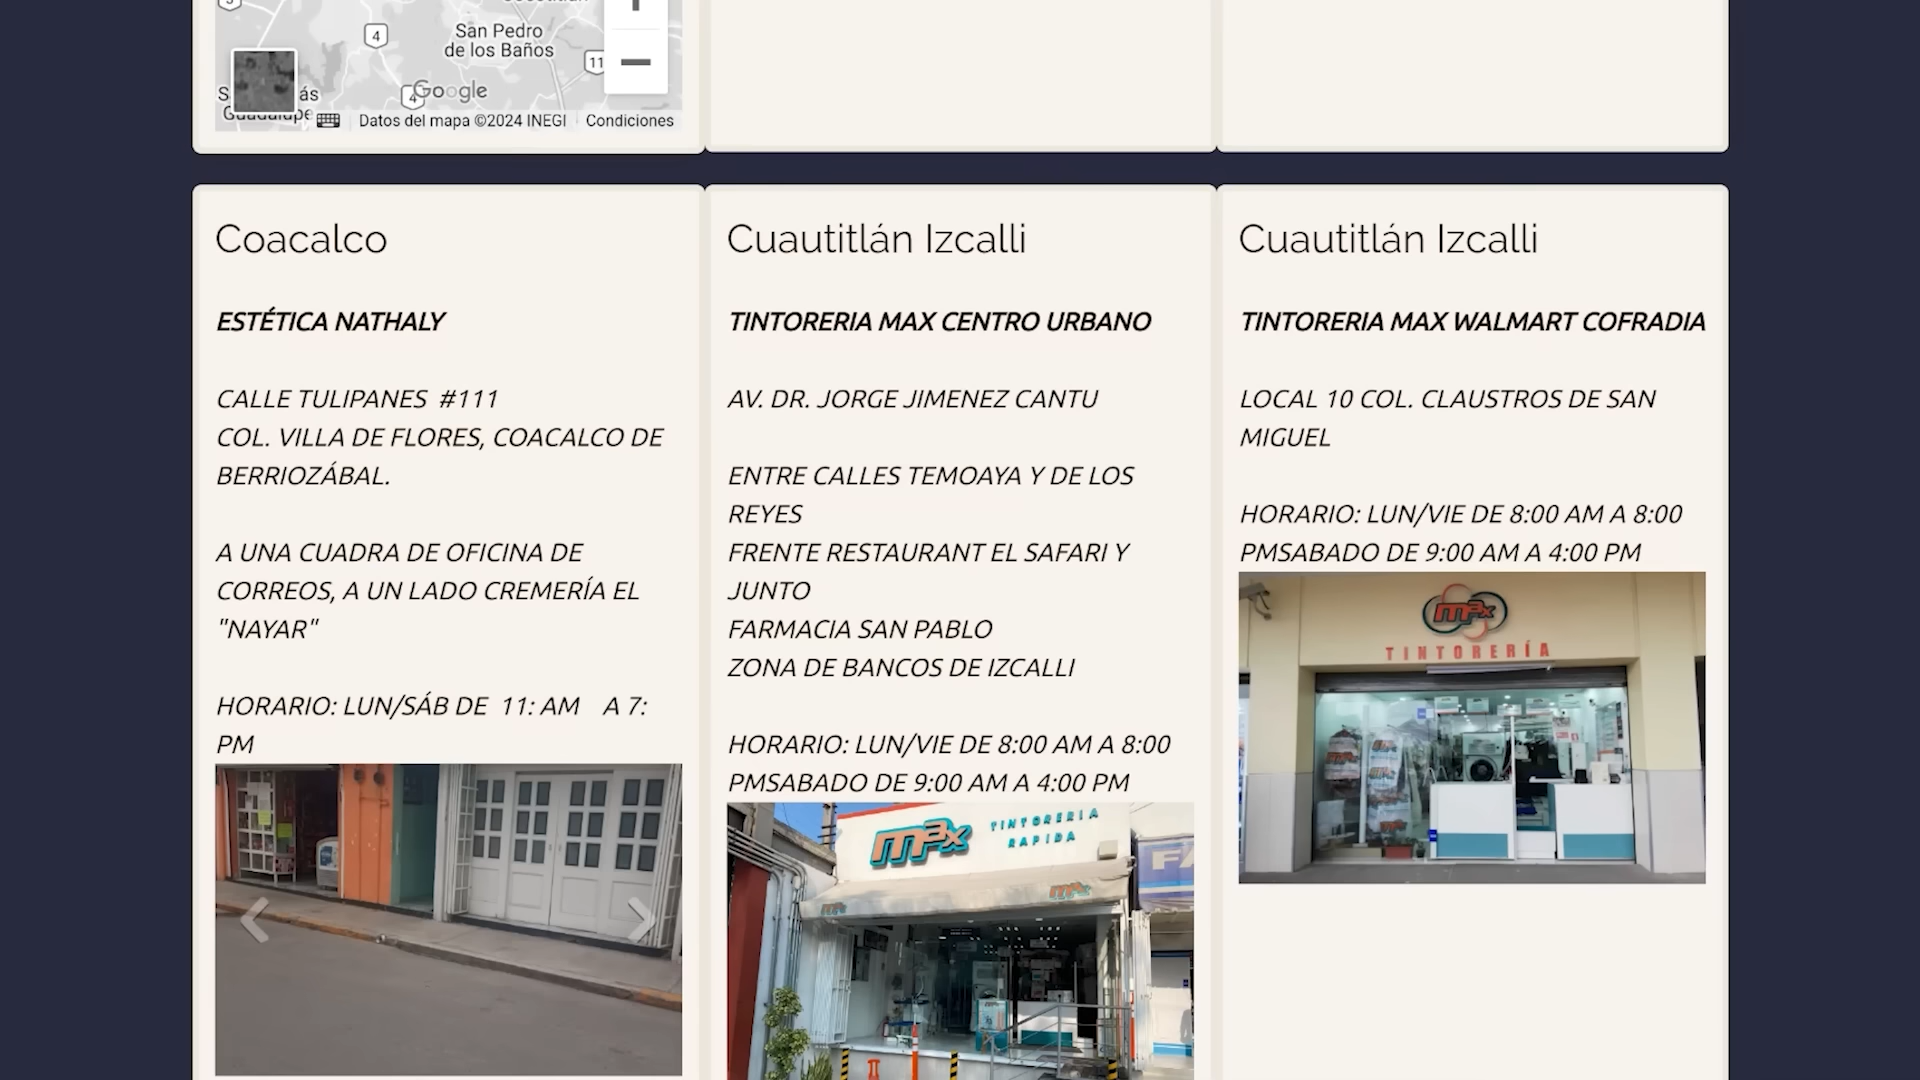 4
San Pedro
de los Baños
11
4
Google
Datos del mapa ©2024 INEGI
Condiciones
Coacalco
ESTÉTICA NATHALY
CALLE TULIPANES #111
COL. VILLA DE FLORES, COACALCO DE
BERRIOZÁBAL.
A UNA CUADRA DE OFICINA DE
CORREOS, A UN LADO CREMERÍA EL
"NAYAR"
HORARIO: LUN/SÁB DE 11: AM A 7:
PM
Cuautitlán Izcalli
TINTORERIA MAX CENTRO URBANO
AV. DR. JORGE JIMENEZ CANTU
ENTRE CALLES TEMOAYA Y DE LOS
REYES
FRENTE RESTAURANT EL SAFARI Y
JUNTO
FARMACIA SAN PABLO
ZONA DE BANCOS DE IZCALLI
HORARIO: LUN/VIE DE 8:00 AM A 8:00
PMSABADO DE 9:00 AM A 4:00 PM
max TINTORERIA
RAPIDA
max
Cuautitlán Izcalli
TINTORERIA MAX WALMART COFRADIA
LOCAL 10 COL. CLAUSTROS DE SAN
MIGUEL
HORARIO: LUN/VIE DE 8:00 AM A 8:00
PMSABADO DE 9:00 AM A 4:00 PM
max
TINTORERÍA